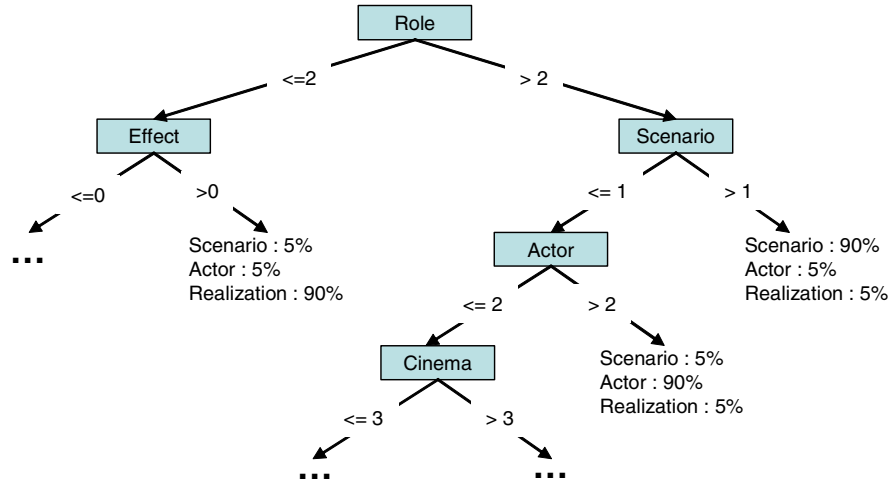 Role
<=2
> 2
Effect
Scenario
<=0
>0
<= 1
> 1
...
Scenario : 5%
Actor : 5%
Realization : 90%
Actor
Scenario : 90%
Actor : 5%
Realization : 5%
<= 2
> 2
Cinema
Scenario : 5%
Actor : 90%
Realization : 5%
<= 3
> 3
...
...